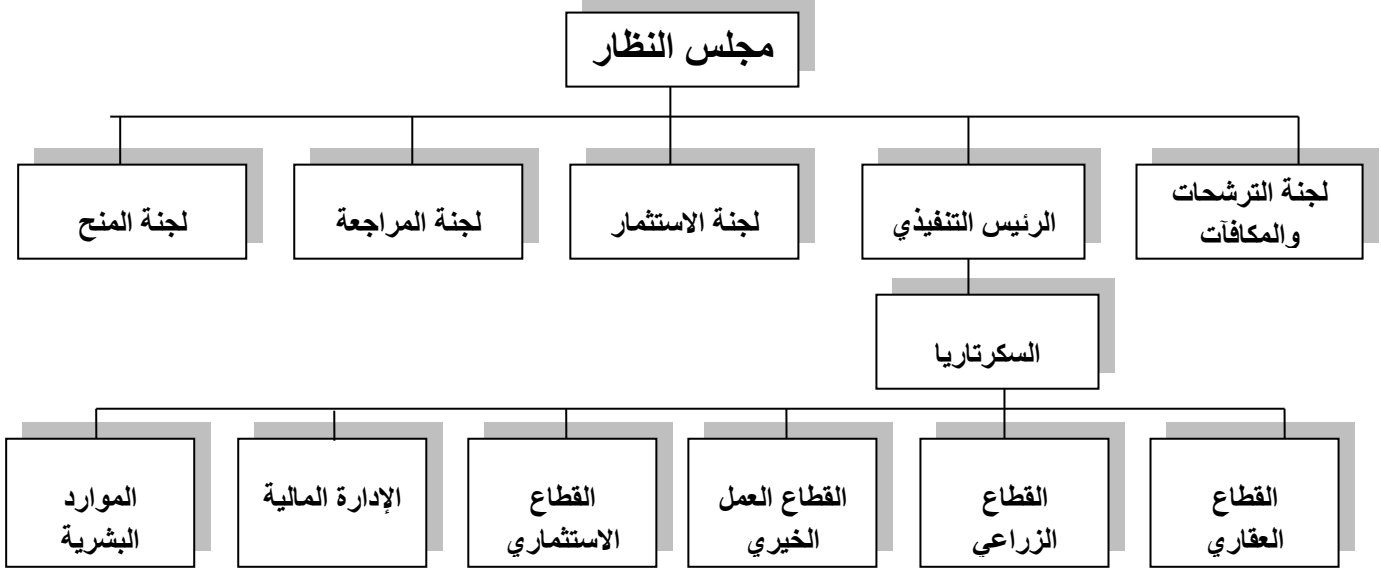 مجلس النظار
لجنة الترشحات
والمكافآت
الرئيس التنفيذي
لجنة الاستثمار
لجنة المراجعة
لجنة المنح
السكرتاريا
القطاع
العقاري
القطاع
الزراعي
القطاع العمل
الخيري
القطاع
الاستثماري
الإدارة المالية
الموارد
البشرية